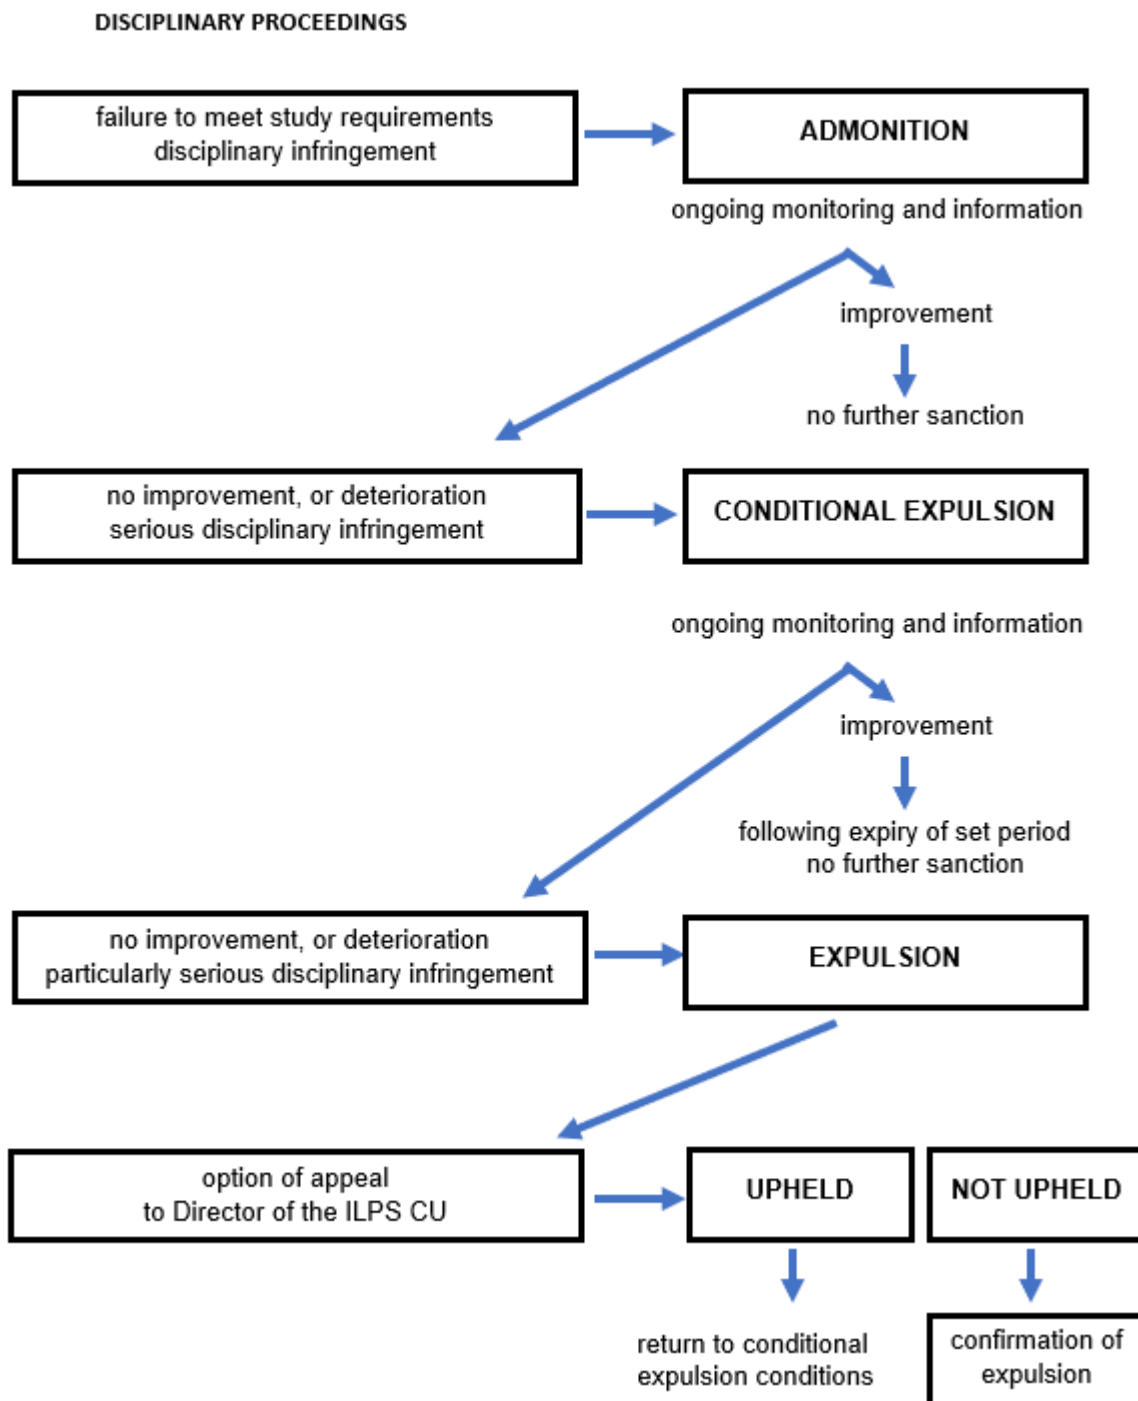 DISCIPLINARY PROCEEDINGS
failure to meet study requirements
disciplinary infringement
ADMONITION
ongoing monitoring and information
improvement
no further sanction
no improvement, or deterioration
serious disciplinary infringement
CONDITIONAL EXPULSION
ongoing monitoring and information
improvement
following expiry of set period
no further sanction
no improvement, or deterioration
particularly serious disciplinary infringement
EXPULSION
option of appeal
to Director of the ILPS CU
UPHELD
NOT UPHELD
return to conditional
expulsion conditions
confirmation of
expulsion